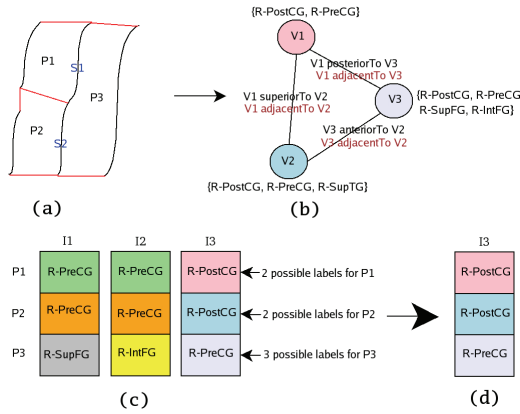 P1
S1
P3
P2
S2
(a)
{R-PostCG, R-PreCG}
V1
V1 posteriorTo V3
V1 adjacentTo V3
V1 superiorTo V2
V1 adjacentTo V2
V3
{R-PostCG, R-PreCG
R-SupFG, R-IntFG}
V3 anteriorTo V2
V3 adjacentTo V2
V2
{R-PostCG, R-PreCG, R-SupTG}
(b)
I1 I2 I3 I3
P1 R-PreCG R-PreCG R-PostCG 2 possible labels for P1 R-PostCG
P2 R-PreCG R-PreCG R-PostCG 2 possible labels for P2 R-PostCG
P3 R-SupFG R-IntFG R-PreCG 3 possible labels for P3 R-PreCG
(c) (d)